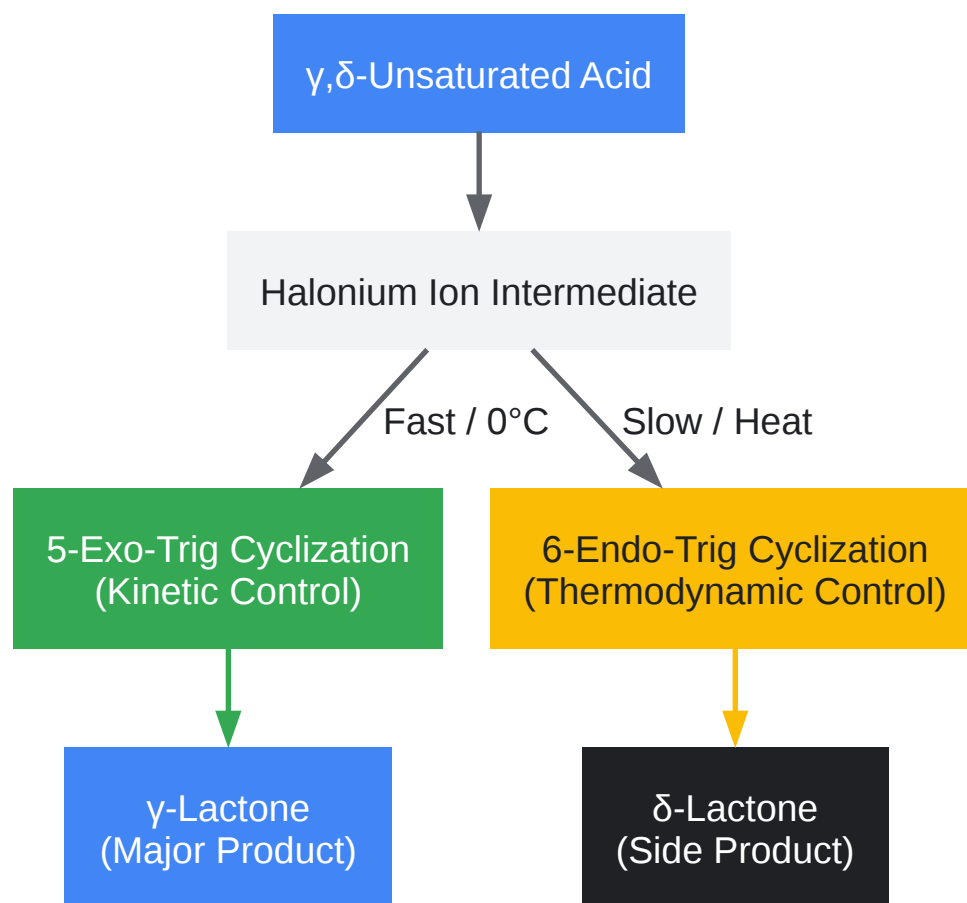 γ,δ-Unsaturated Acid
Halonium Ion Intermediate
Fast / 0°C
Slow / Heat
5-Exo-Trig Cyclization
(Kinetic Control)
6-Endo-Trig Cyclization
(Thermodynamic Control)
γ-Lactone
(Major Product)
δ-Lactone
(Side Product)